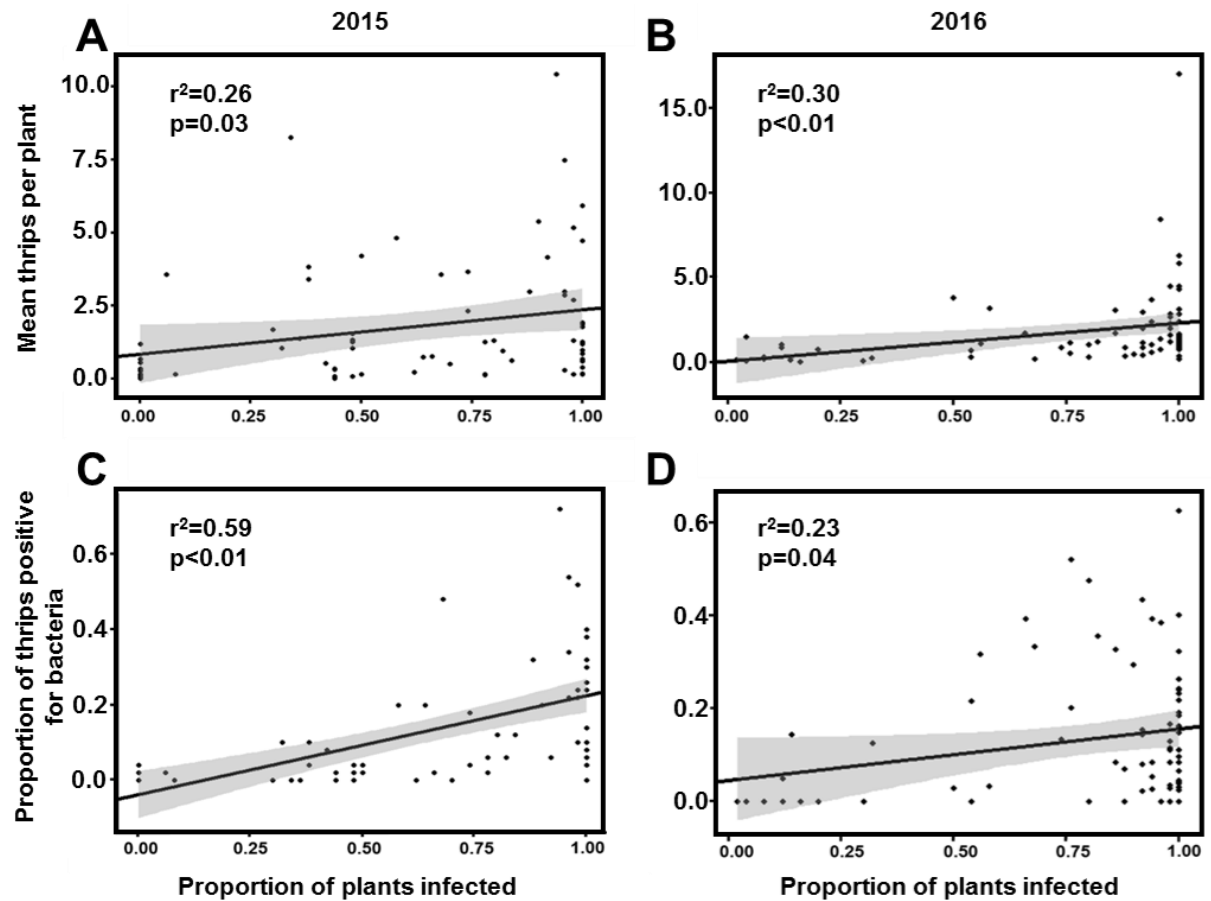 2015
2016
A
r²=0.26
p=0.03
10.0
7.5
5.0
2.5
0.0
0.00 0.25 0.50 0.75 1.00
Mean thrips per plant
B
r²=0.30
p<0.01
15.0
10.0
5.0
0.0
0.00 0.25 0.50 0.75 1.00
C
r²=0.59
p<0.01
0.6
0.4
0.2
0.0
0.00 0.25 0.50 0.75 1.00
Proportion of thrips positive
for bacteria
Proportion of plants infected
D
r²=0.23
p=0.04
0.6
0.4
0.2
0.0
0.00 0.25 0.50 0.75 1.00
Proportion of plants infected